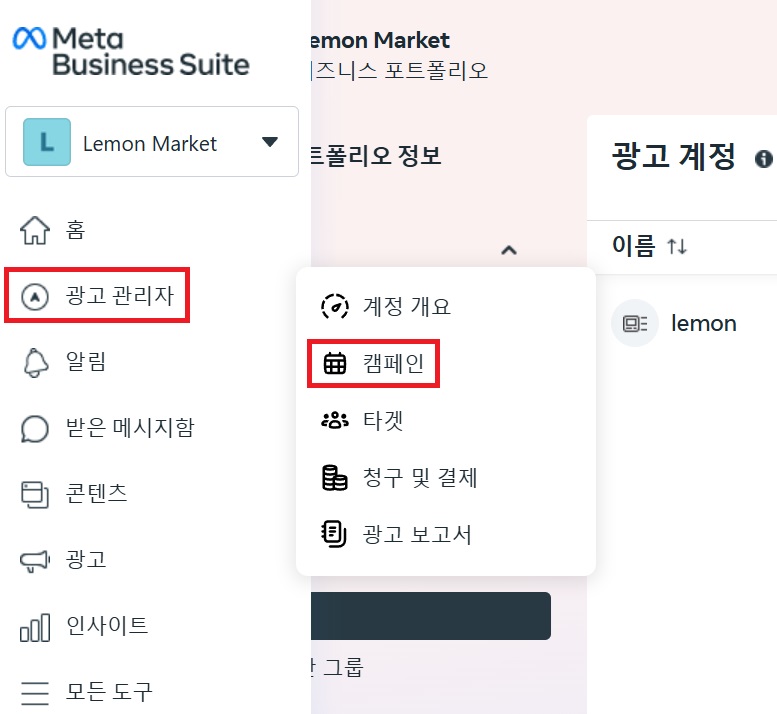 Meta
Business Suite
L
Lemon Market
홈
광고 관리자
알림
받은 메시지함
콘텐츠
광고
인사이트
모든 도구
emon Market
비즈니스 포트폴리오
트폴리오 정보
계정 개요
캠페인
타겟
청구 및 결제
광고 보고서
그룹
광고 계정
이름
lemon